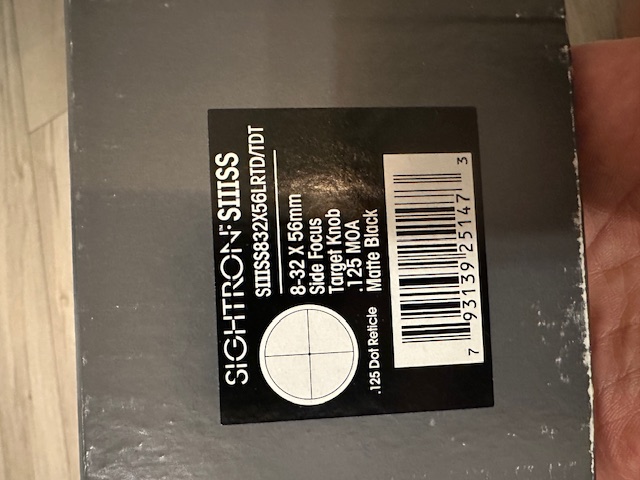 SIGHTRON™ SIIISS
SIIISS832X56LRTD/TDT
8-32 X 56mm
Side Focus
Target Knob
.125 MOA
Matte Black
.125 Dot Reticle
7 93139 25147 3